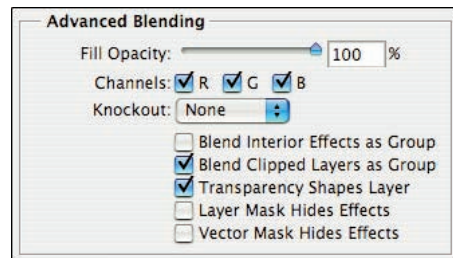 Advanced Blending
Fill Opacity: 100 %
Channels: R G B
Knockout: None
Blend Interior Effects as Group
Blend Clipped Layers as Group
Transparency Shapes Layer
Layer Mask Hides Effects
Vector Mask Hides Effects